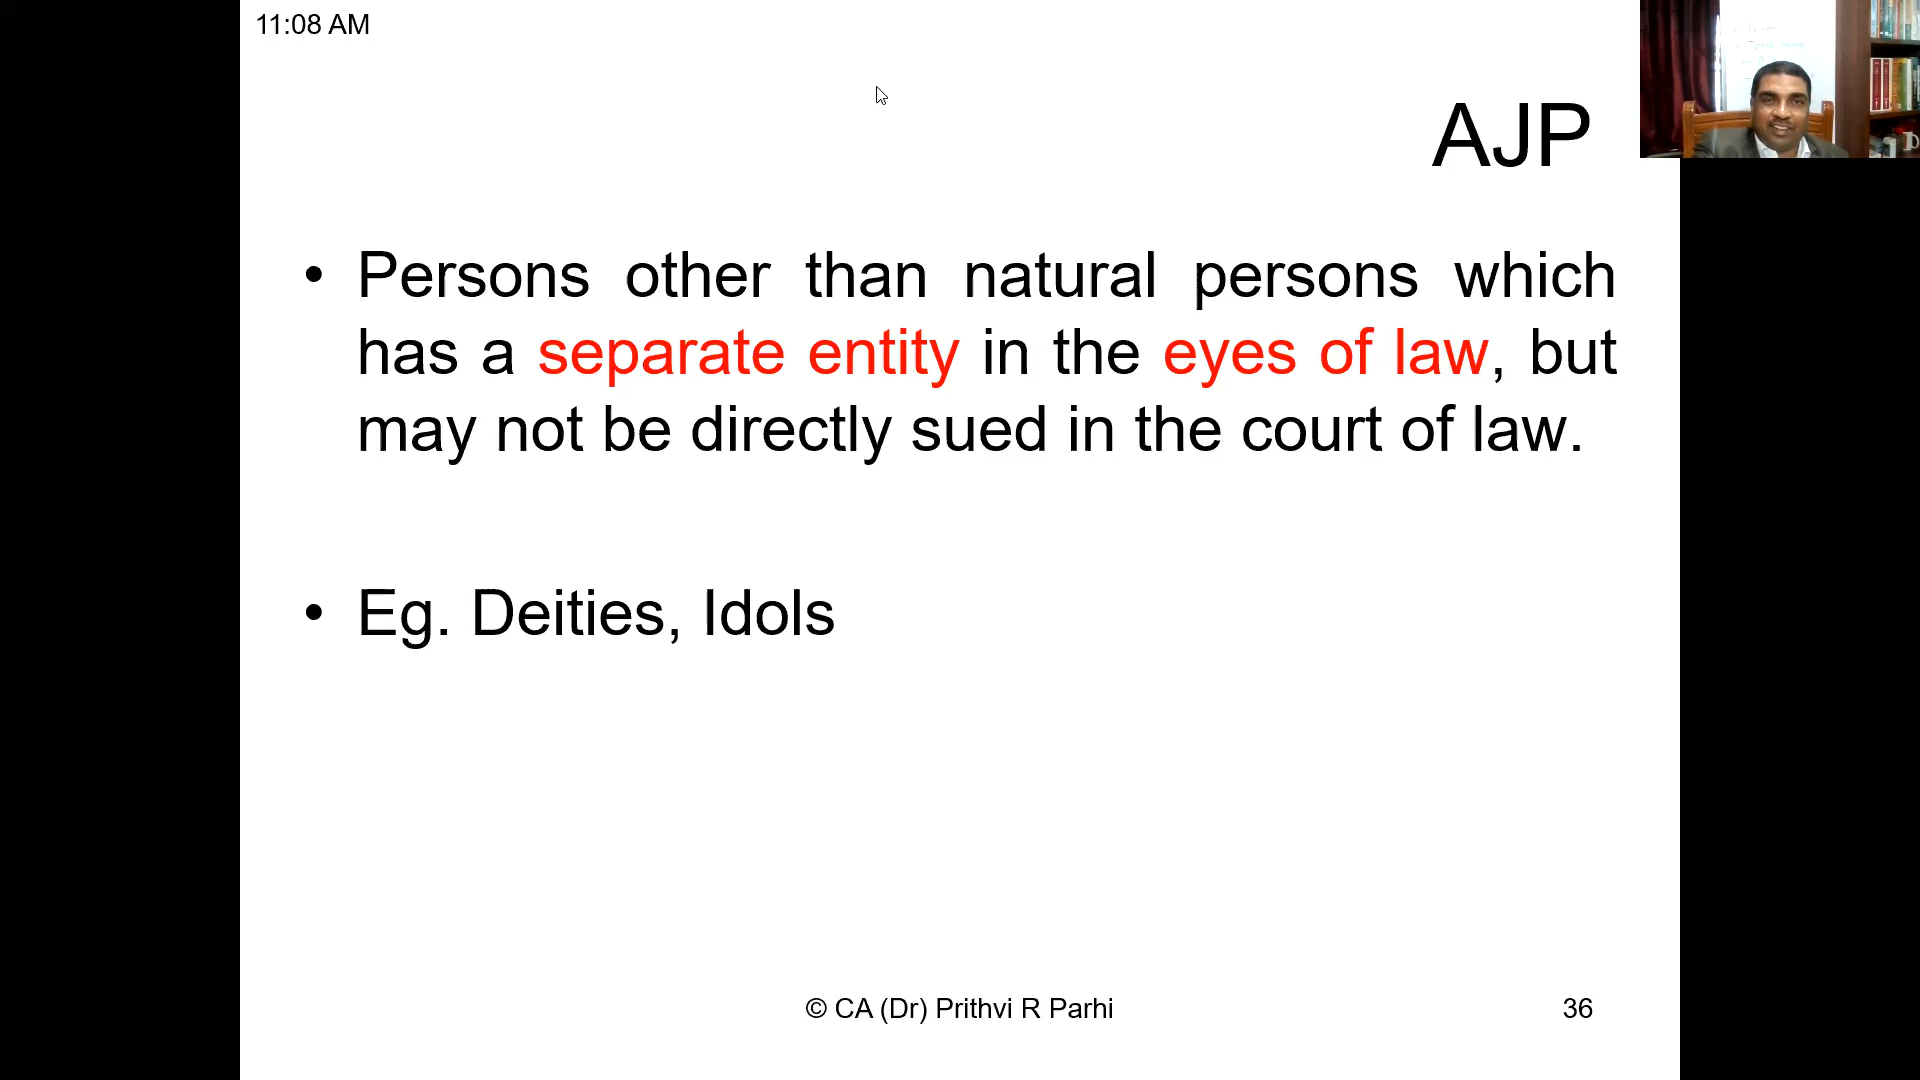 11:08 AM
AJP
• Persons other than natural persons which
has a separate entity in the eyes of law, but
may not be directly sued in the court of law.
• Eg. Deities, Idols
© CA (Dr) Prithvi R Parhi
36